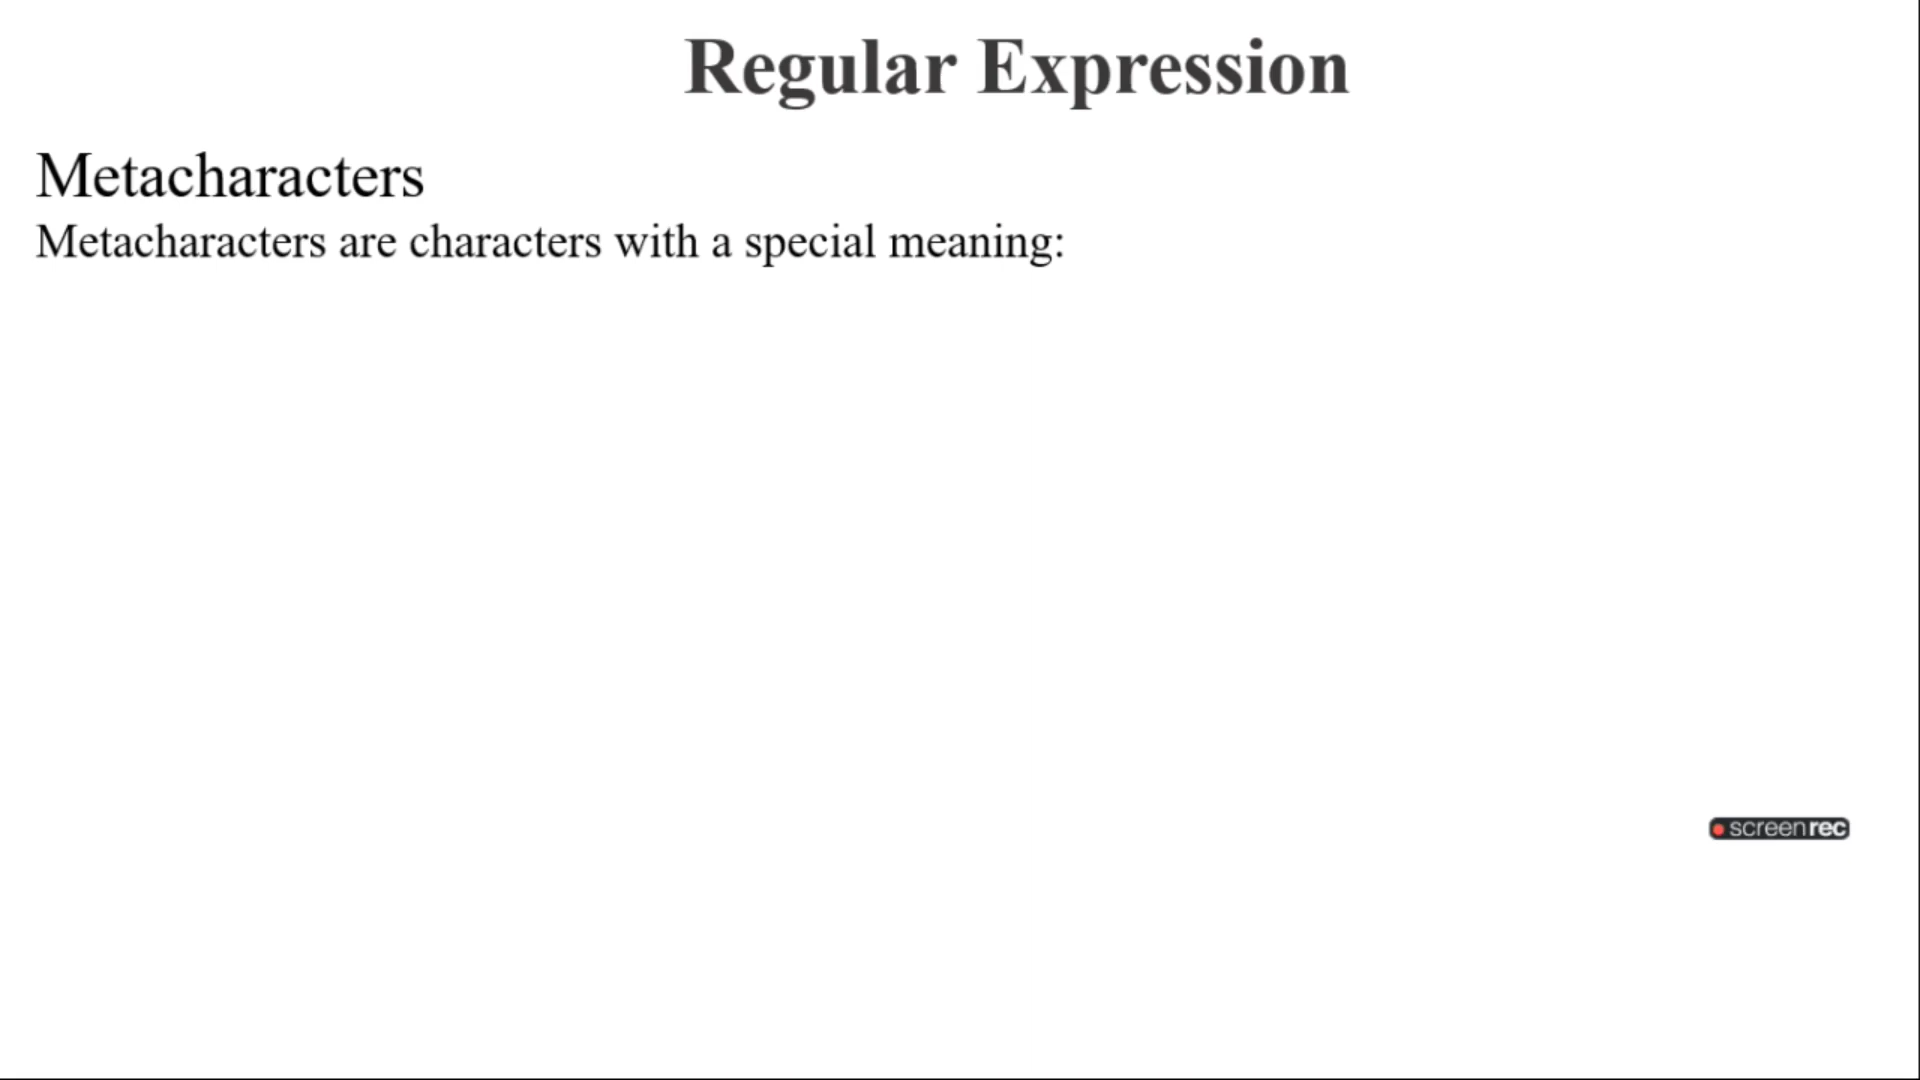 Regular Expression
Metacharacters
Metacharacters are characters with a special meaning:
screenrec